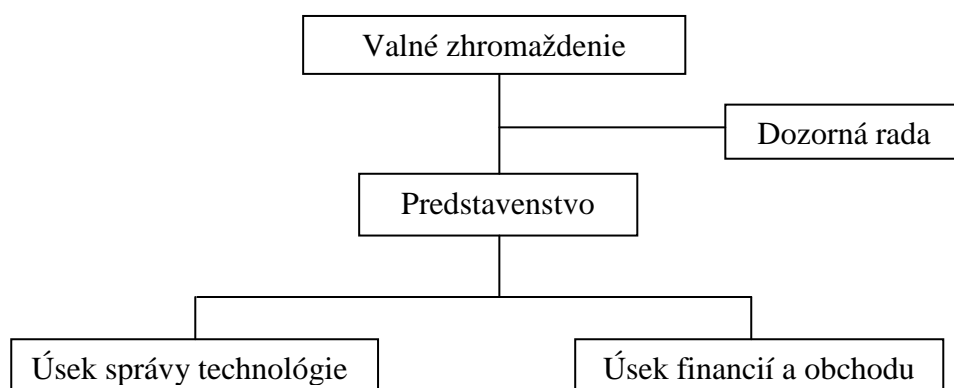 Valné zhromaždenie
Dozorná rada
Predstavenstvo
Úsek správy technológie
Úsek financií a obchodu